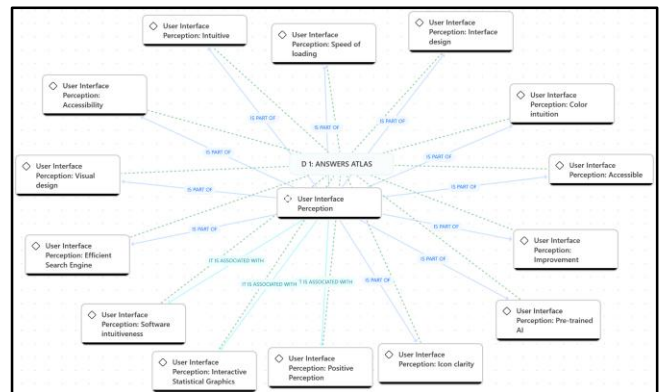 User Interface
Perception: Intuitive
User Interface
Perception: Speed of
loading
User Interface
Perception: Interface
design
User Interface
Perception:
Accessibility
User Interface
Perception: Color
intuition
IS PART OF
IS PART OF
IS PART OF
IS PART OF
IS PART OF
D 1: ANSWERS ATLAS
User Interface
Perception: Visual
design
IS PART OF
IS PART OF
User Interface
Perception: Accessible
User Interface
Perception
User Interface
Perception: Efficient
Search Engine
IS PART OF
IS PART OF
User Interface
Perception:
Improvement
IS PART OF
IT IS ASSOCIATED WITH
IT IS ASSOCIATED WITH
T IS ASSOCIATED WITH
IS PART OF
User Interface
Perception: Software
intuitiveness
User Interface
Perception: Pre-trained
AI
User Interface
Perception: Interactive
Statistical Graphics
User Interface
Perception: Positive
Perception
User Interface
Perception: Icon clarity